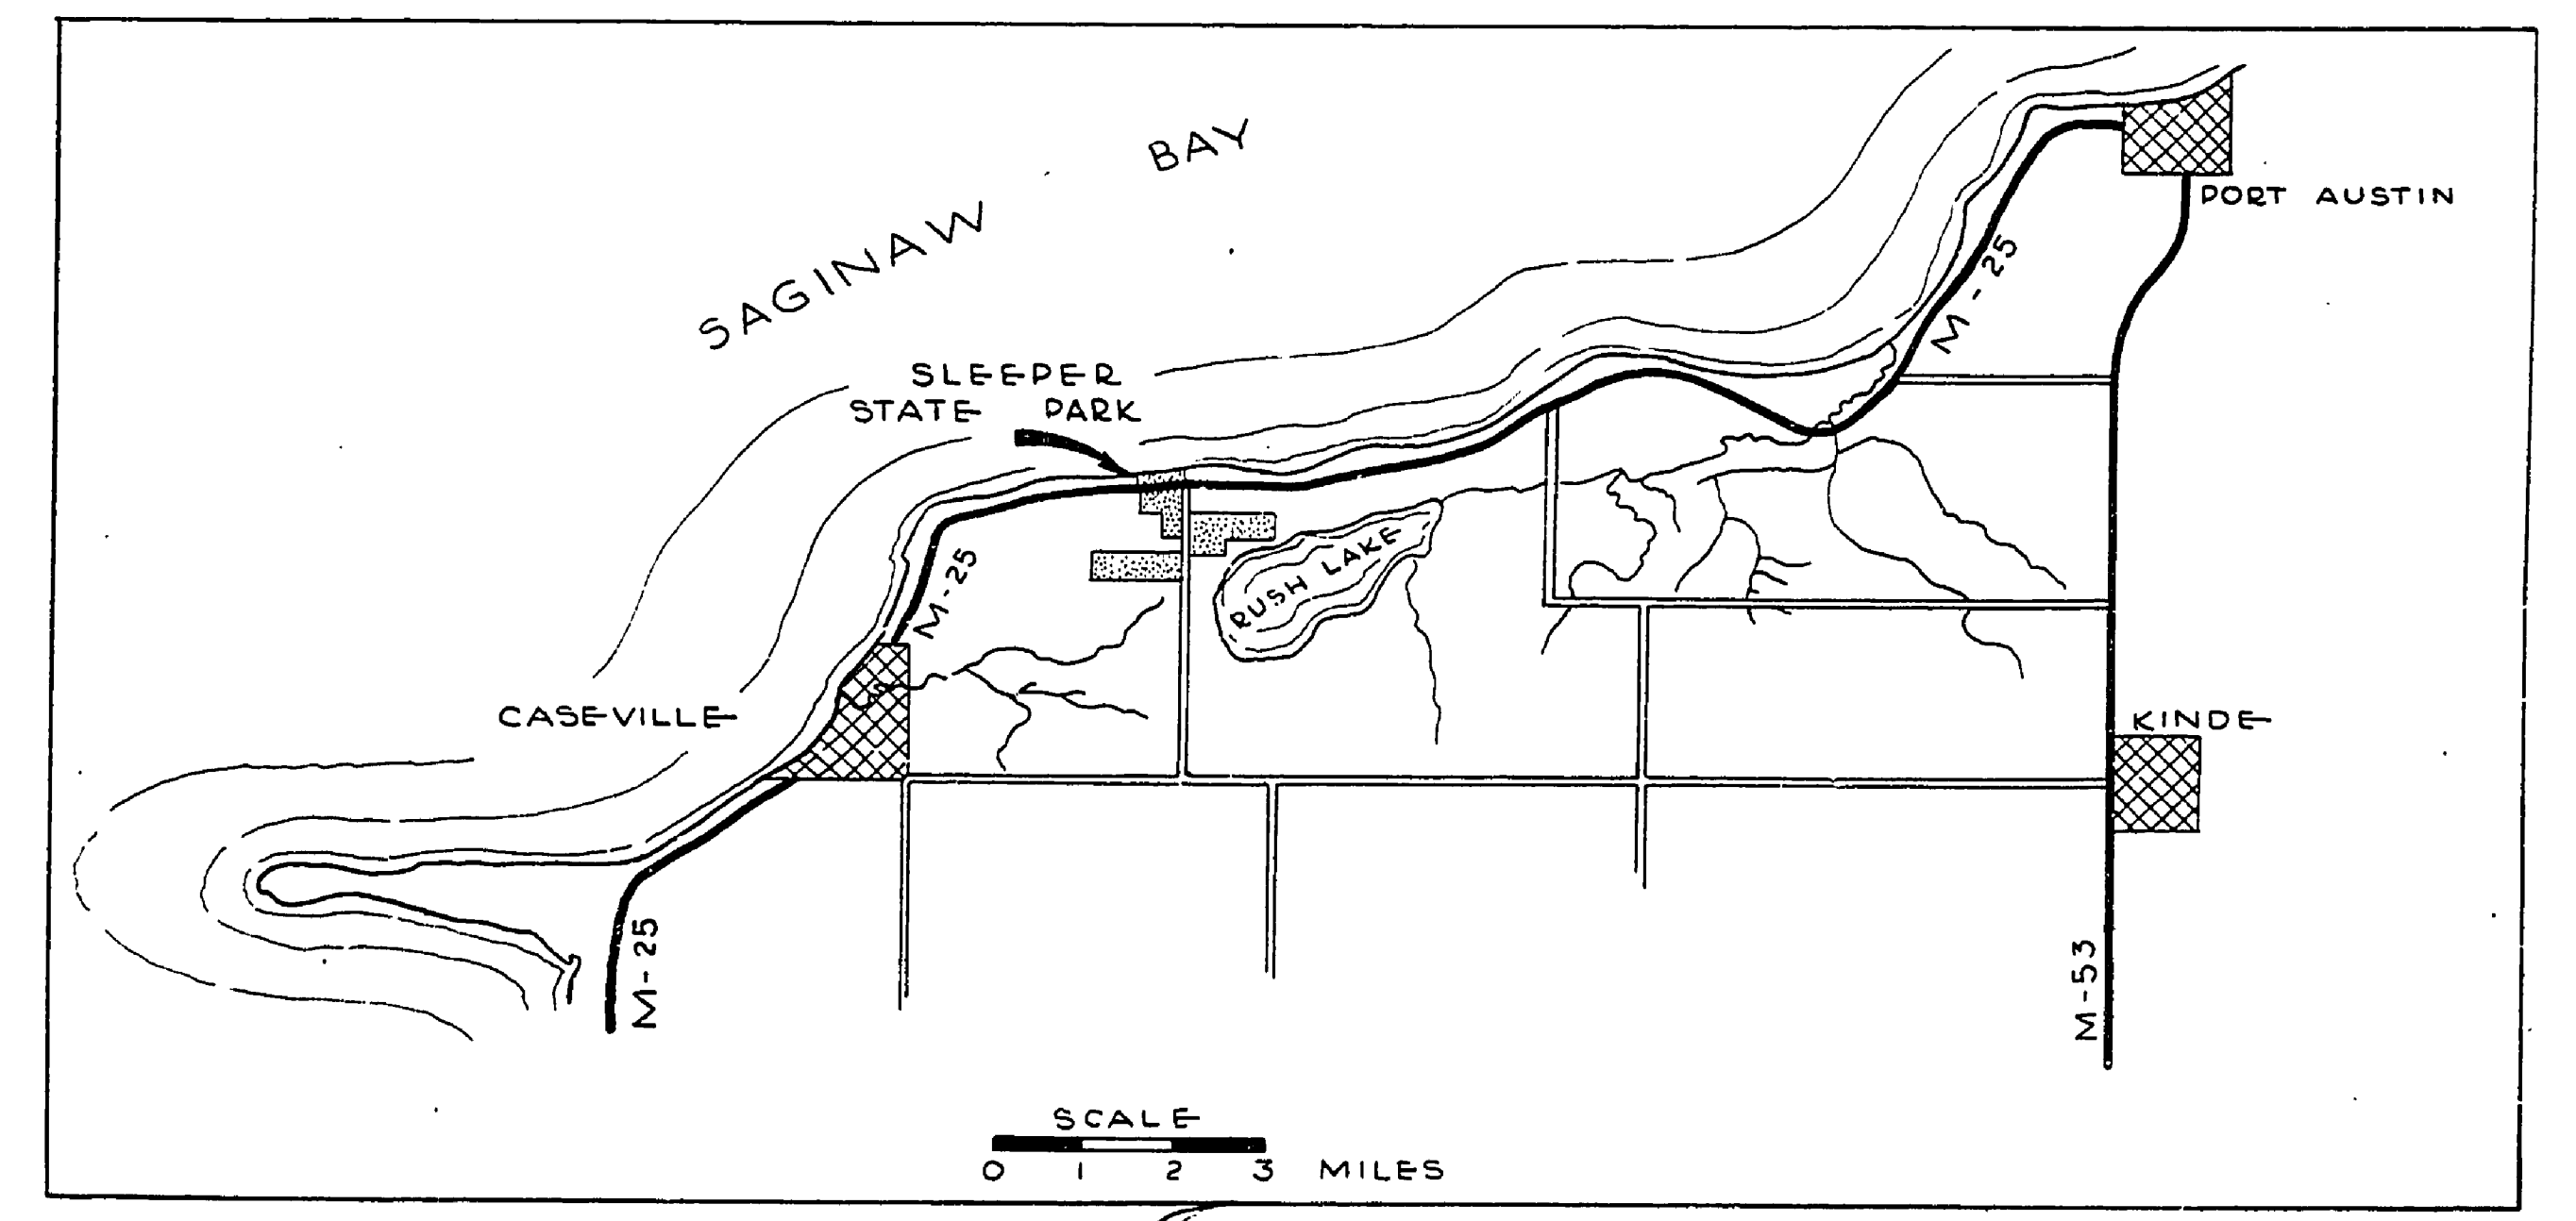 SAGINAW BAY
PORT AUSTIN
M-25
SLEEPER
STATE PARK
M-25
RUSH LAKE
CASEVILLE
KINDE
M-25
M-53
SCALE
0 1 2 3 MILES